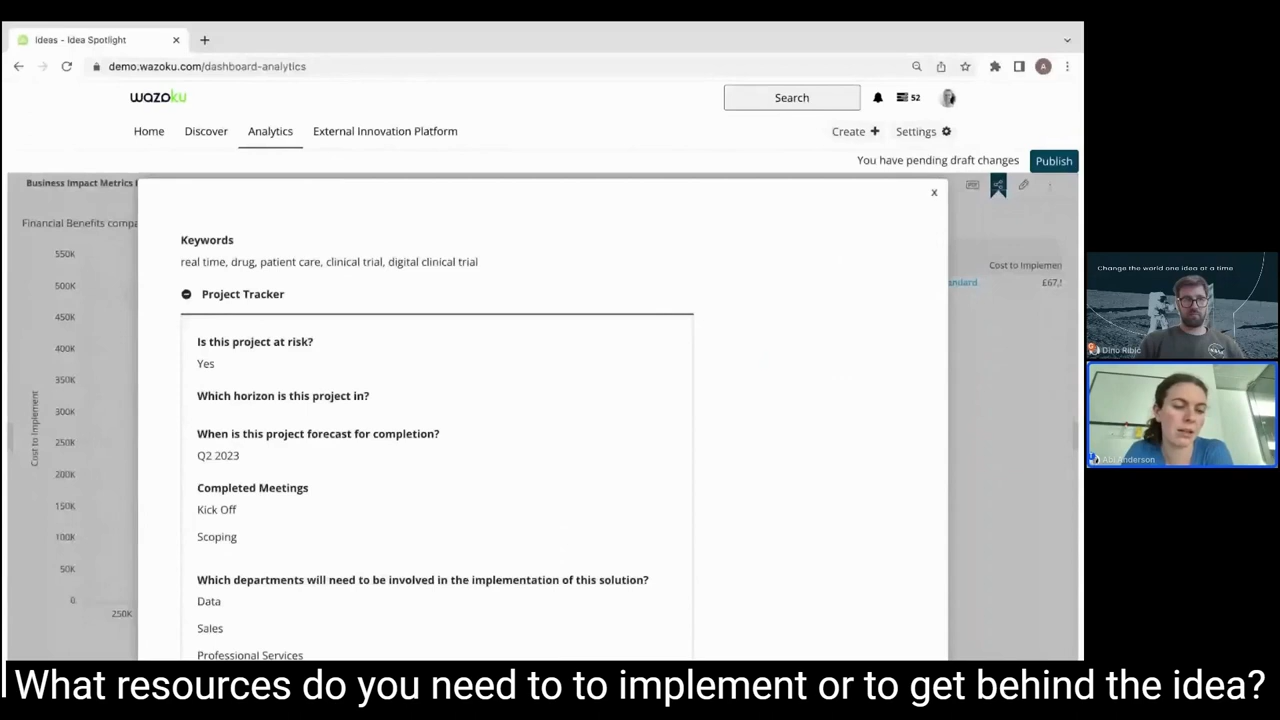 Ideas - Idea Spotlight
demo.wazoku.com/dashboard-analytics
A
wazoku
Search
52
Home
Discover
Analytics
External Innovation Platform
Create
Settings
You have pending draft changes
Publish
Business Impact Metrics
Financial Benefits compa
x
Keywords
real time, drug, patient care, clinical trial, digital clinical trial
Project Tracker
Is this project at risk?
Yes
Which horizon is this project in?
When is this project forecast for completion?
Q2 2023
Completed Meetings
Kick Off
Scoping
Which departments will need to be involved in the implementation of this solution?
Data
Sales
Professional Services
Cost to Implement
550K
500K
450K
400K
350K
300K
250K
200K
150K
100K
50K
0
250K
Cost to Implemen
ndard
£67,
Change the world one idea at a time
NASA
Dino Ribić
Abi Anderson
What resources do you need to to implement or to get behind the idea?